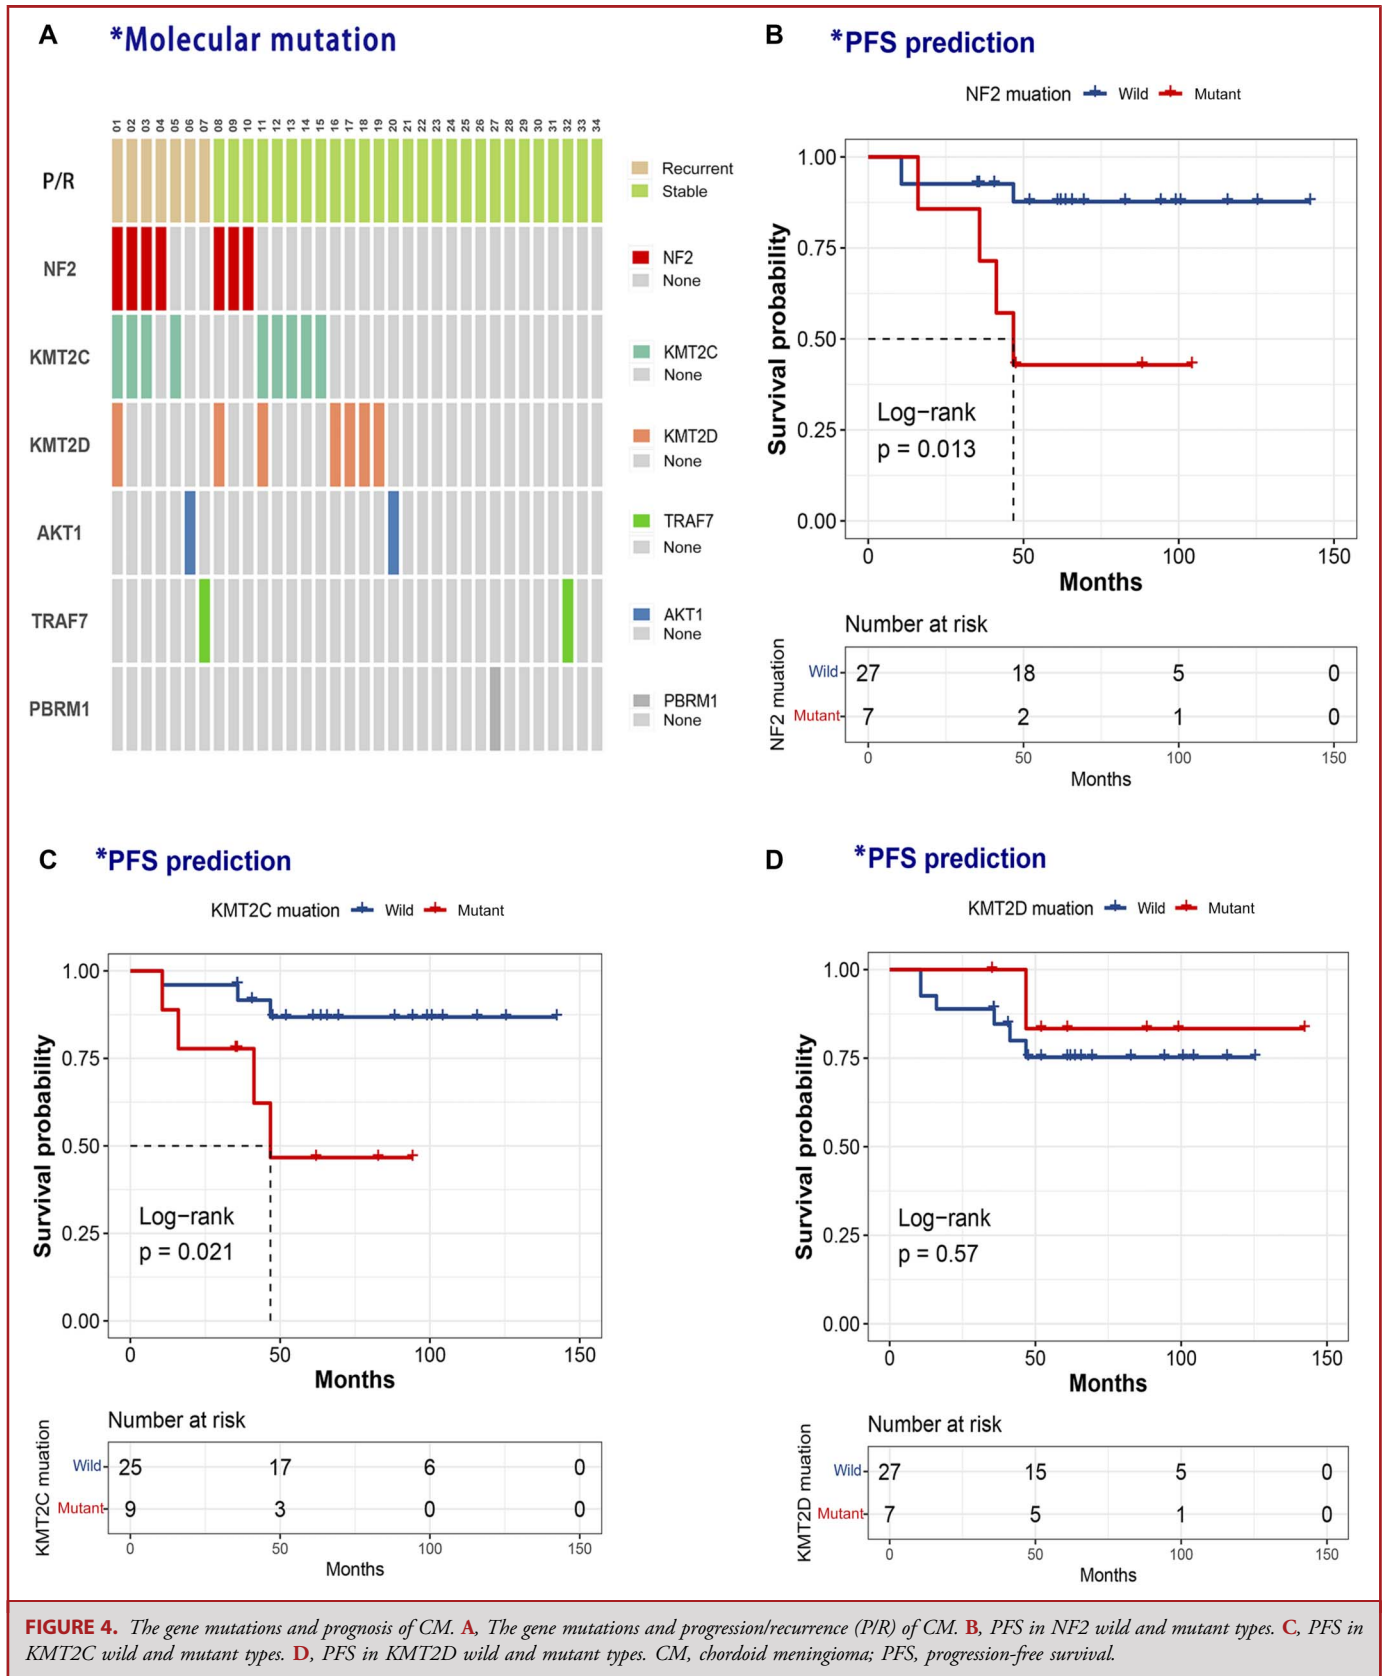 A *Molecular mutation
01 02 03 04 05 06 07 08 09 10 11 12 13 14 15 16 17 18 19 20 21 22 23 24 25 26 27 28 29 30 31 32 33 34
P/R
Recurrent
Stable
NF2
NF2
None
KMT2C
KMT2C
None
KMT2D
KMT2D
None
AKT1
TRAF7
None
TRAF7
AKT1
None
PBRM1
PBRM1
None
B *PFS prediction
NF2 muation Wild Mutant
Survival probability
1.00
0.75
0.50
0.25
0.00
Log-rank
p = 0.013
0 50 100 150
Months
Number at risk
NF2 muation
Wild 27 18 5 0
Mutant 7 2 1 0
0 50 100 150
Months
C *PFS prediction
KMT2C muation Wild Mutant
Survival probability
1.00
0.75
0.50
0.25
0.00
Log-rank
p = 0.021
0 50 100 150
Months
Number at risk
KMT2C muation
Wild 25 17 6 0
Mutant 9 3 0 0
0 50 100 150
Months
D *PFS prediction
KMT2D muation Wild Mutant
Survival probability
1.00
0.75
0.50
0.25
0.00
Log-rank
p = 0.57
0 50 100 150
Months
Number at risk
KMT2D muation
Wild 27 15 5 0
Mutant 7 5 1 0
0 50 100 150
Months
FIGURE 4. The gene mutations and prognosis of CM. A, The gene mutations and progression/recurrence (P/R) of CM. B, PFS in NF2 wild and mutant types. C, PFS in
KMT2C wild and mutant types. D, PFS in KMT2D wild and mutant types. CM, chordoid meningioma; PFS, progression-free survival.